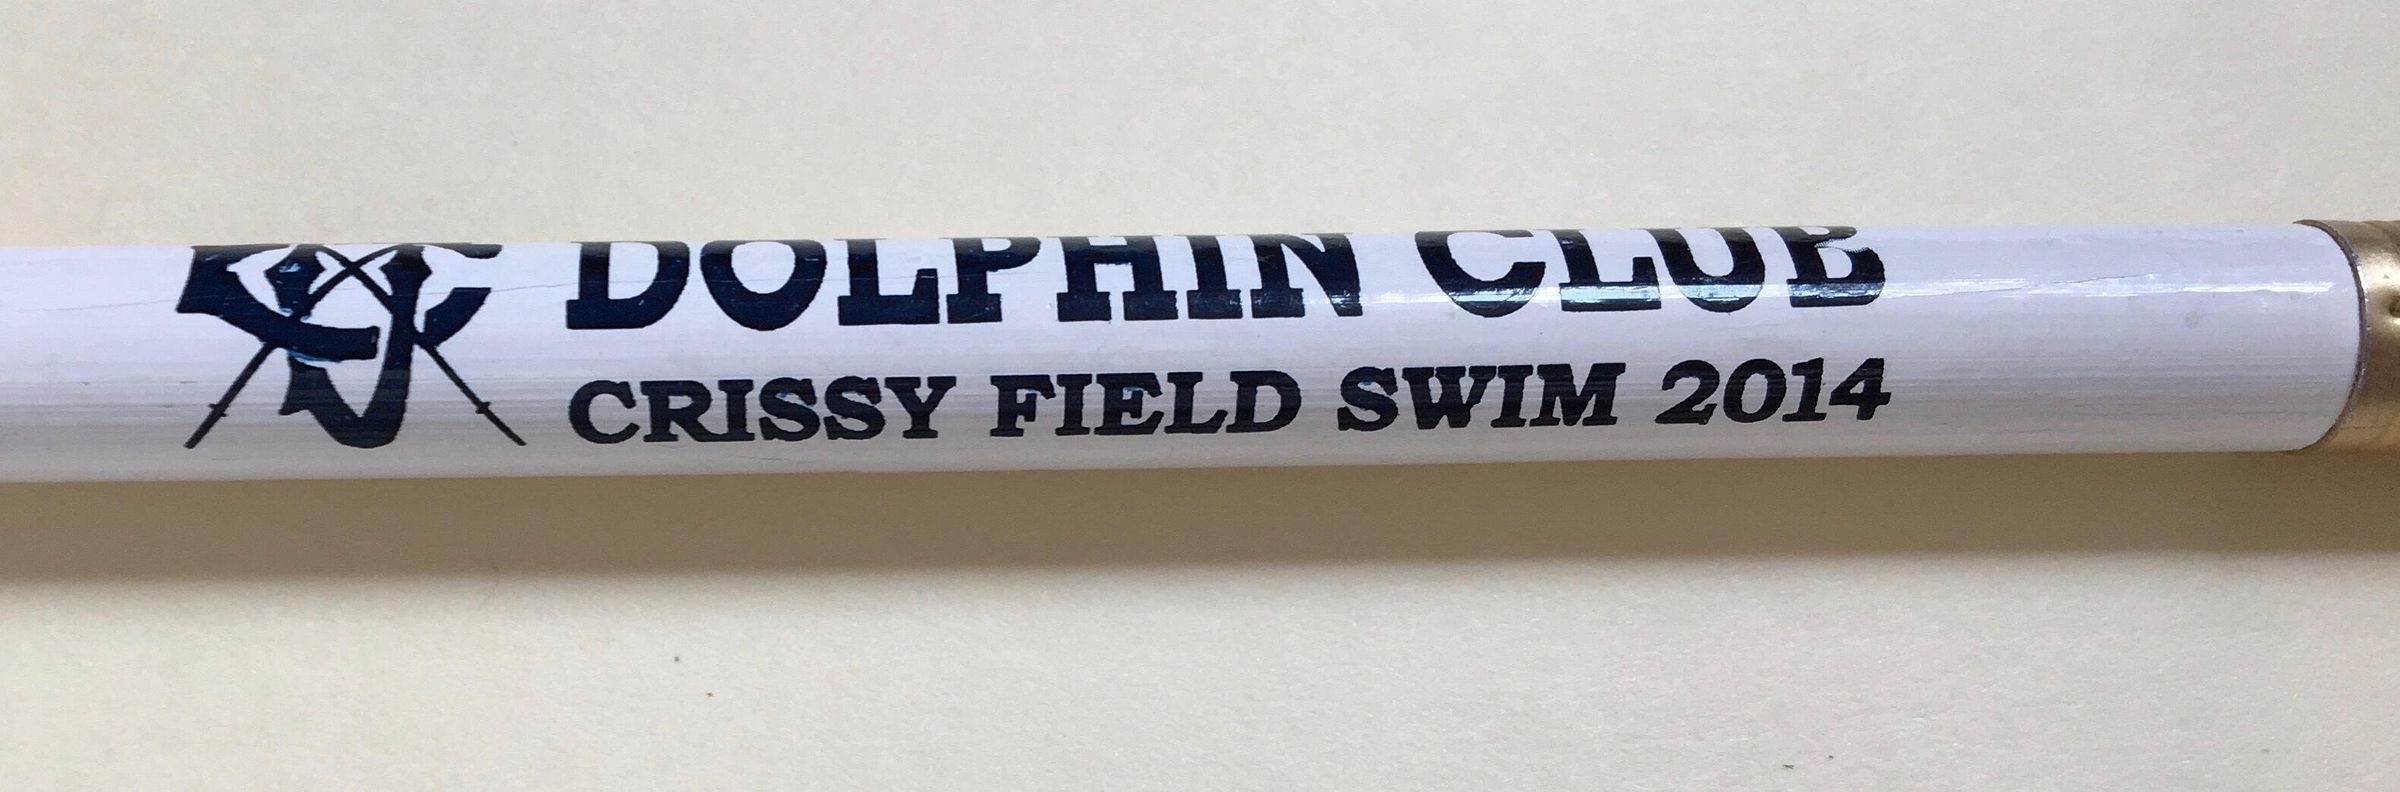 DOLPHIN CLUB
CRISSY FIELD SWIM 2014